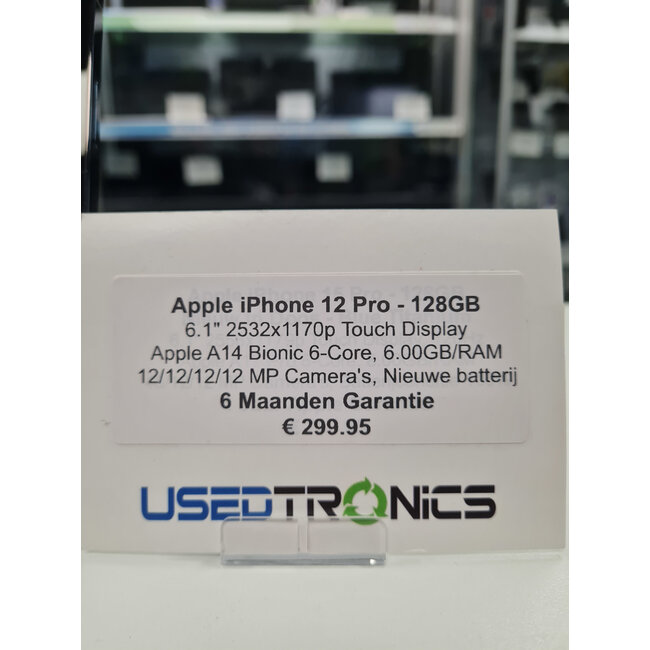 Apple iPhone 12 Pro - 128GB
6.1" 2532x1170p Touch Display
Apple A14 Bionic 6-Core, 6.00GB/RAM
12/12/12/12 MP Camera's, Nieuwe batterij
6 Maanden Garantie
€ 299.95
USEDTRONiCS